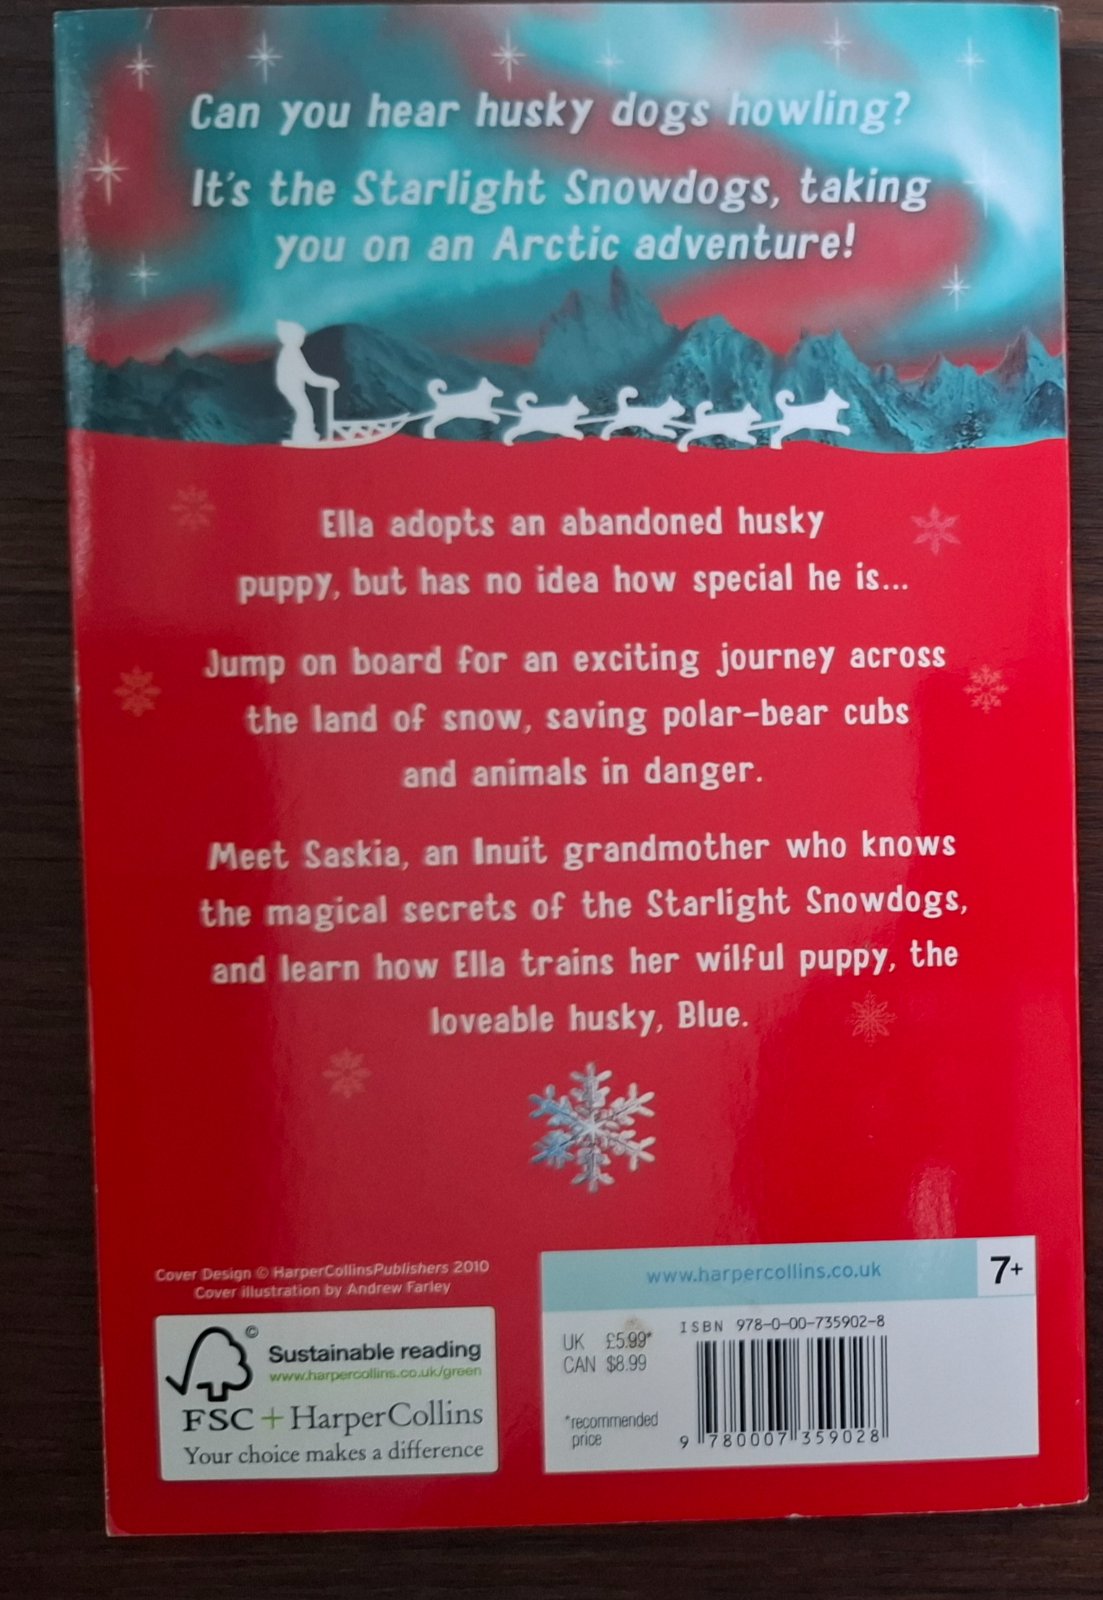 Can you hear husky dogs howling?
It's the Starlight Snowdogs, taking
you on an Arctic adventure!
Ella adopts an abandoned husky
puppy, but has no idea how special he is...
Jump on board for an exciting journey across
the land of snow, saving polar-bear cubs
and animals in danger.
Meet Saskia, an Inuit grandmother who knows
the magical secrets of the Starlight Snowdogs,
and learn how Ella trains her wilful puppy, the
loveable husky, Blue.
Cover Design © HarperCollinsPublishers 2010
Cover illustration by Andrew Farley
©
Sustainable reading
www.harpercollins.co.uk/green
FSC + HarperCollins
Your choice makes a difference
www.harpercollins.co.uk
7+
ISBN 978-0-00-735902-8
UK £5.99*
CAN $8.99
*recommended
price
9 780007 359028